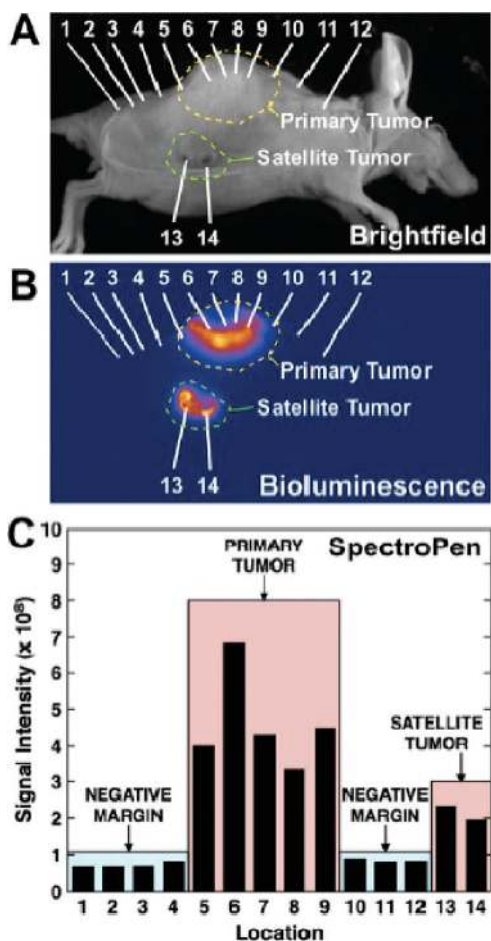 A
1 2 3 4 5 6 7 8 9 10 11 12
Primary Tumor
Satellite Tumor
13 14
Brightfield
B
1 2 3 4 5 6 7 8 9 10 11 12
Primary Tumor
Satellite Tumor
13 14
Bioluminescence
C
SpectroPen
PRIMARY
TUMOR
SATELLITE
TUMOR
NEGATIVE
MARGIN
NEGATIVE
MARGIN
Signal Intensity (x 10⁸)
10
9
8
7
6
5
4
3
2
1
0
1 2 3 4 5 6 7 8 9 10 11 12 13 14
Location